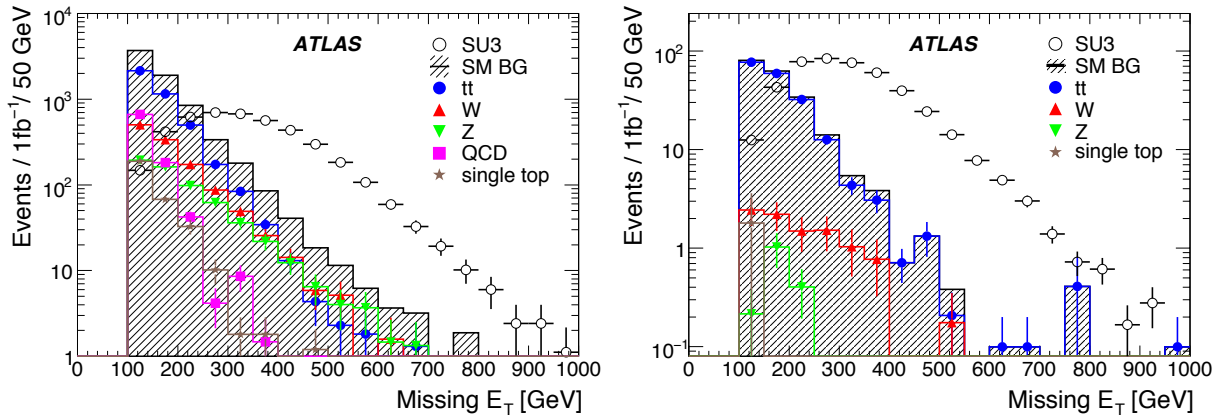 ATLAS
SU3
SM BG
tt
W
Z
QCD
single top
Events / 1fb⁻¹/ 50 GeV
10⁴
10³
10²
10
1
0 100 200 300 400 500 600 700 800 900 1000
Missing E_T [GeV]
ATLAS
SU3
SM BG
tt
W
Z
single top
Events / 1fb⁻¹/ 50 GeV
10²
10
1
10⁻¹
0 100 200 300 400 500 600 700 800 900 1000
Missing E_T [GeV]